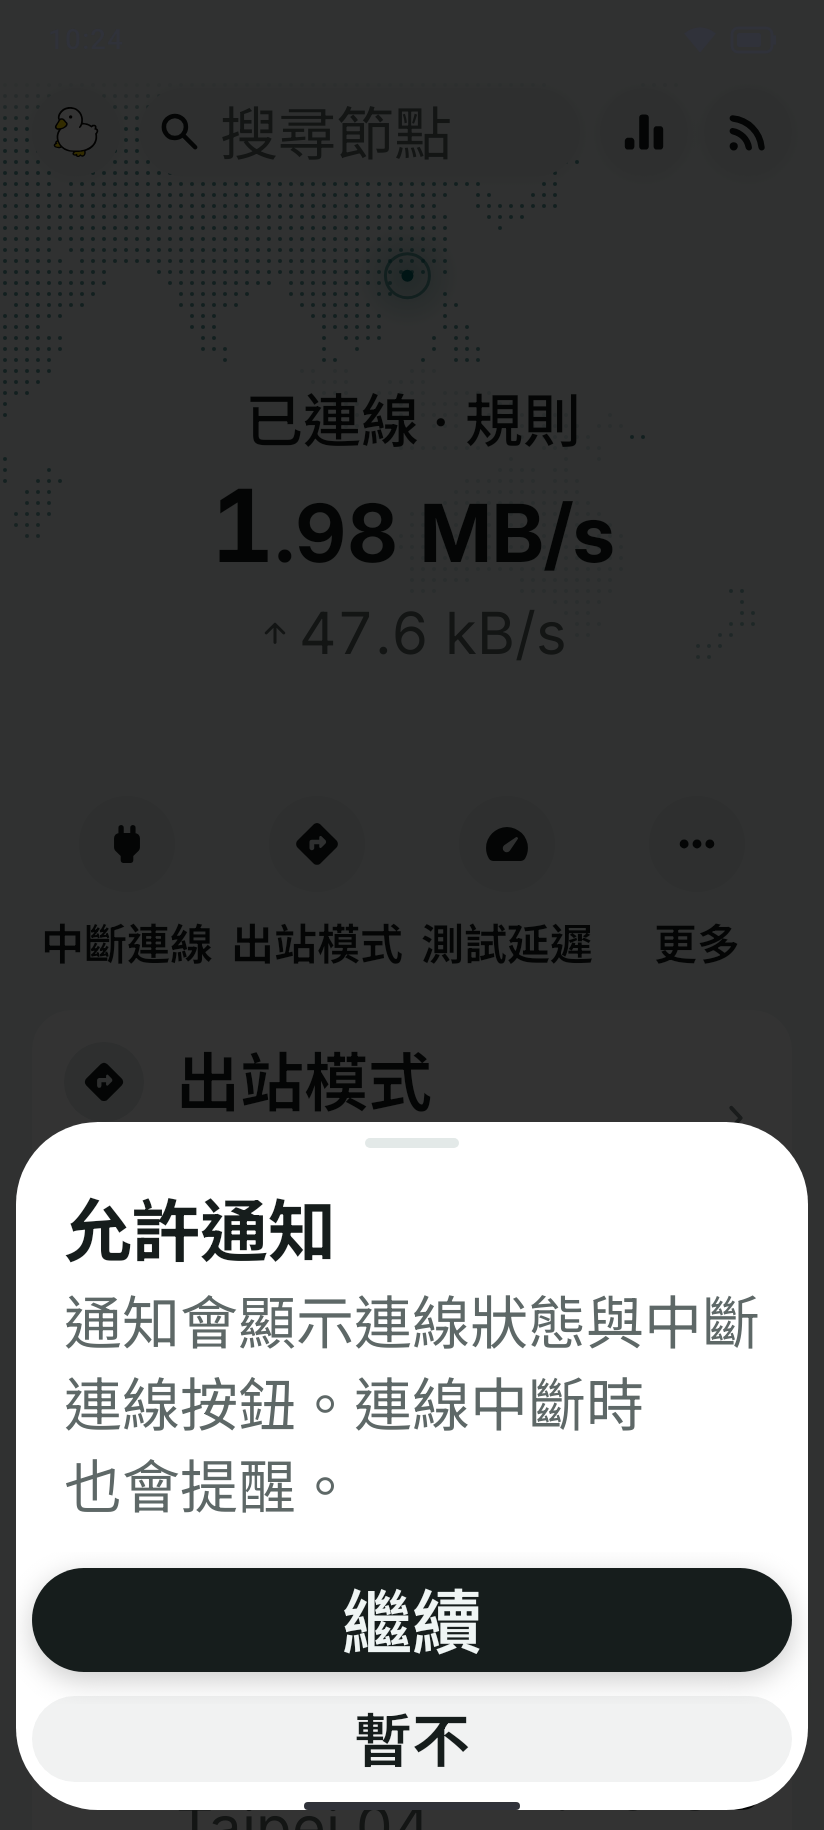 搜尋節點
已連線 · 規則
1.98 MB/s
↑ 47.6 kB/s
中斷連線 出站模式 測試延遲 更多
出站模式
允許通知
通知會顯示連線狀態與中斷
連線按鈕。連線中斷時
也會提醒。
繼續
暫不
Taipei 04